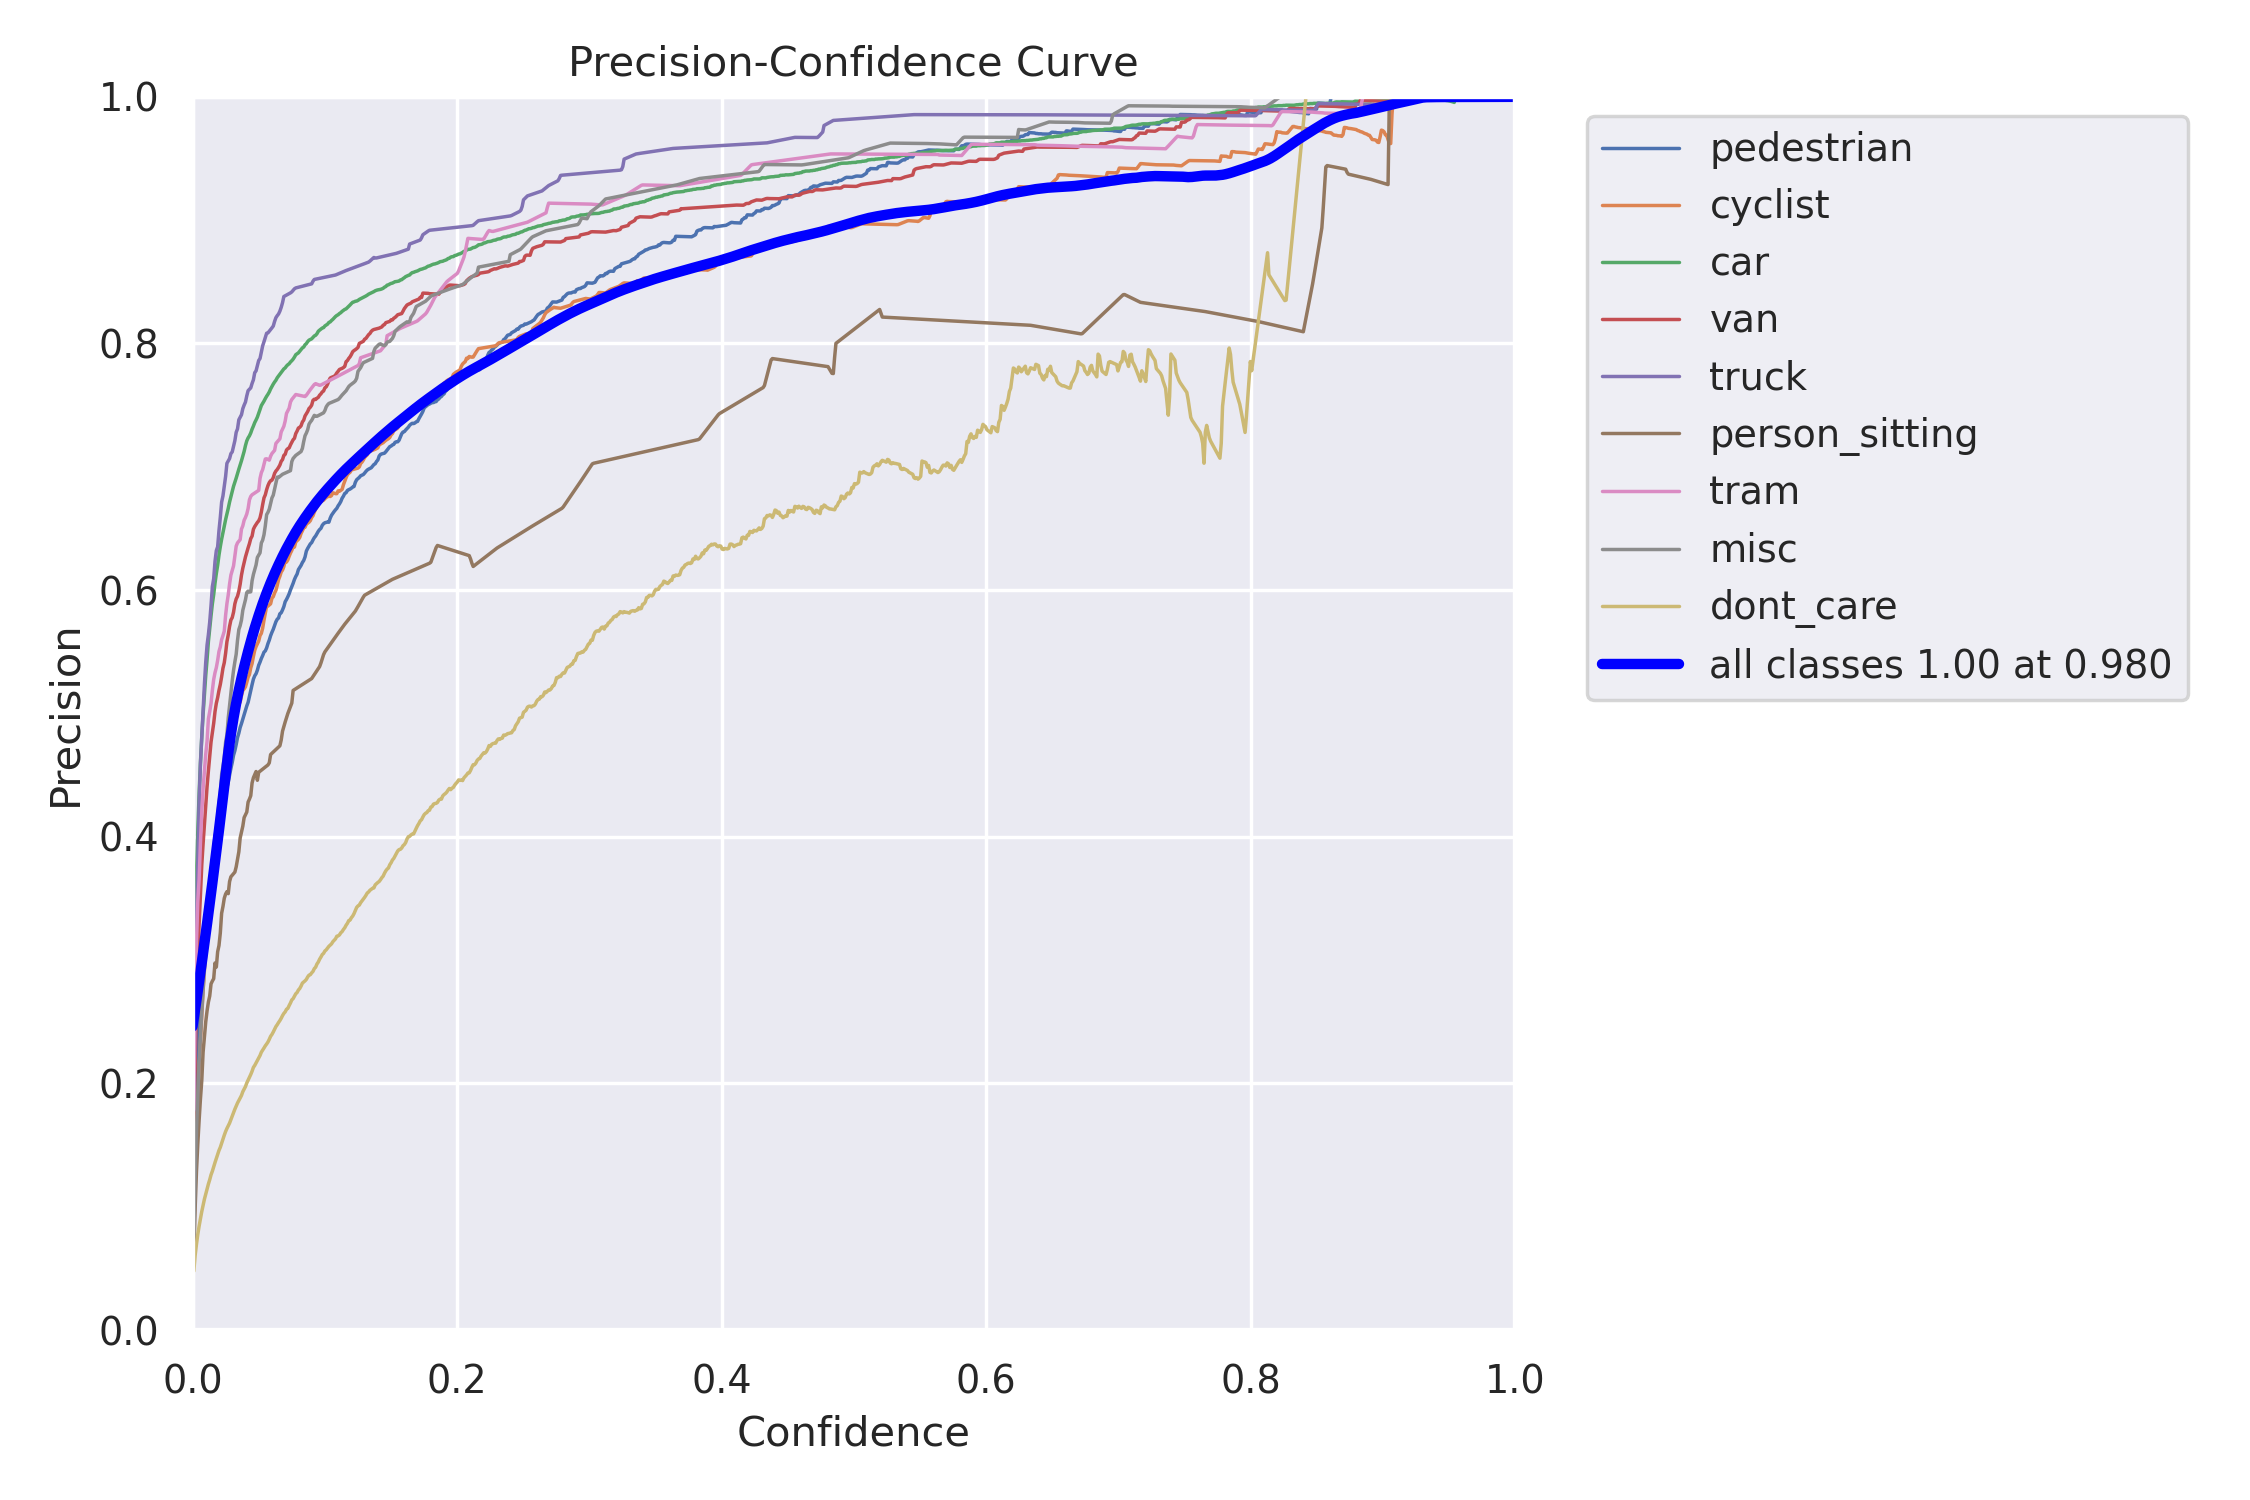 Precision-Confidence Curve
1.0
0.8
0.6
0.4
0.2
0.0
Precision
0.0 0.2 0.4 0.6 0.8 1.0
Confidence
pedestrian
cyclist
car
van
truck
person_sitting
tram
misc
dont_care
all classes 1.00 at 0.980